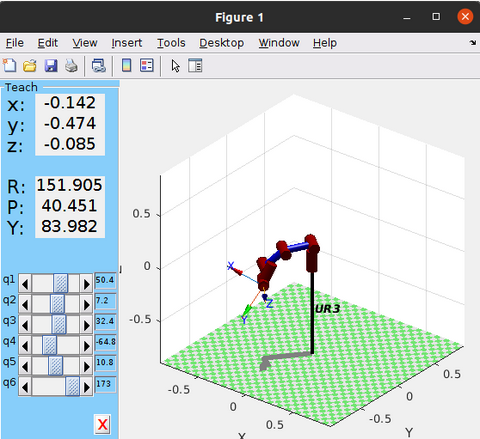 Figure 1
File Edit View Insert Tools Desktop Window Help
Teach
x: -0.142
y: -0.474
z: -0.085
R: 151.905
P: 40.451
Y: 83.982
q1 50.4
q2 7.2
q3 32.4
q4 -64.8
q5 10.8
q6 173
X
0.5
0
-0.5
X
Y
Z
UR3
-0.5
0
0.5
X
-0.5
0
0.5
Y